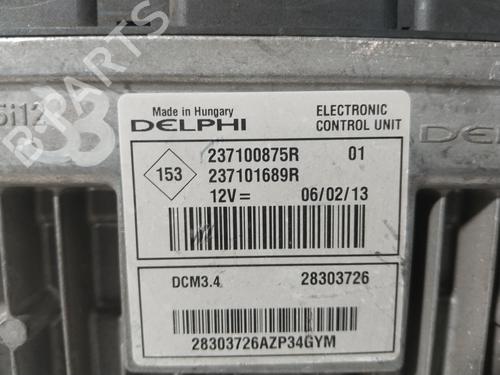 Made in Hungary
DELPHI
ELECTRONIC
CONTROL UNIT
153
237100875R 01
237101689R
12V= 06/02/13
DCM3.4 28303726
28303726AZP34GYM
B-PARTS